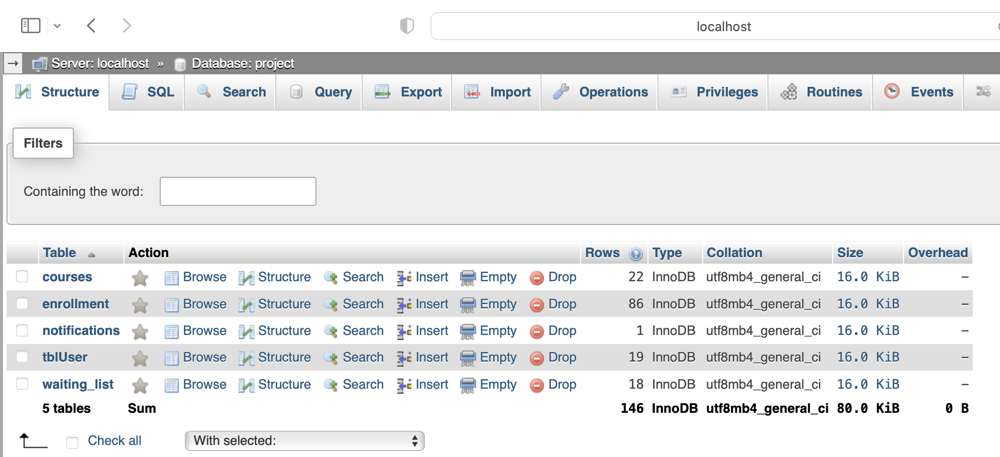 localhost
Server: localhost » Database: project
Structure SQL Search Query Export Import Operations Privileges Routines Events
Filters
Containing the word:
Table Action Rows Type Collation Size Overhead
courses Browse Structure Search Insert Empty Drop 22 InnoDB utf8mb4_general_ci 16.0 KiB –
enrollment Browse Structure Search Insert Empty Drop 86 InnoDB utf8mb4_general_ci 16.0 KiB –
notifications Browse Structure Search Insert Empty Drop 1 InnoDB utf8mb4_general_ci 16.0 KiB –
tblUser Browse Structure Search Insert Empty Drop 19 InnoDB utf8mb4_general_ci 16.0 KiB –
waiting_list Browse Structure Search Insert Empty Drop 18 InnoDB utf8mb4_general_ci 16.0 KiB –
5 tables Sum 146 InnoDB utf8mb4_general_ci 80.0 KiB 0 B
Check all With selected: